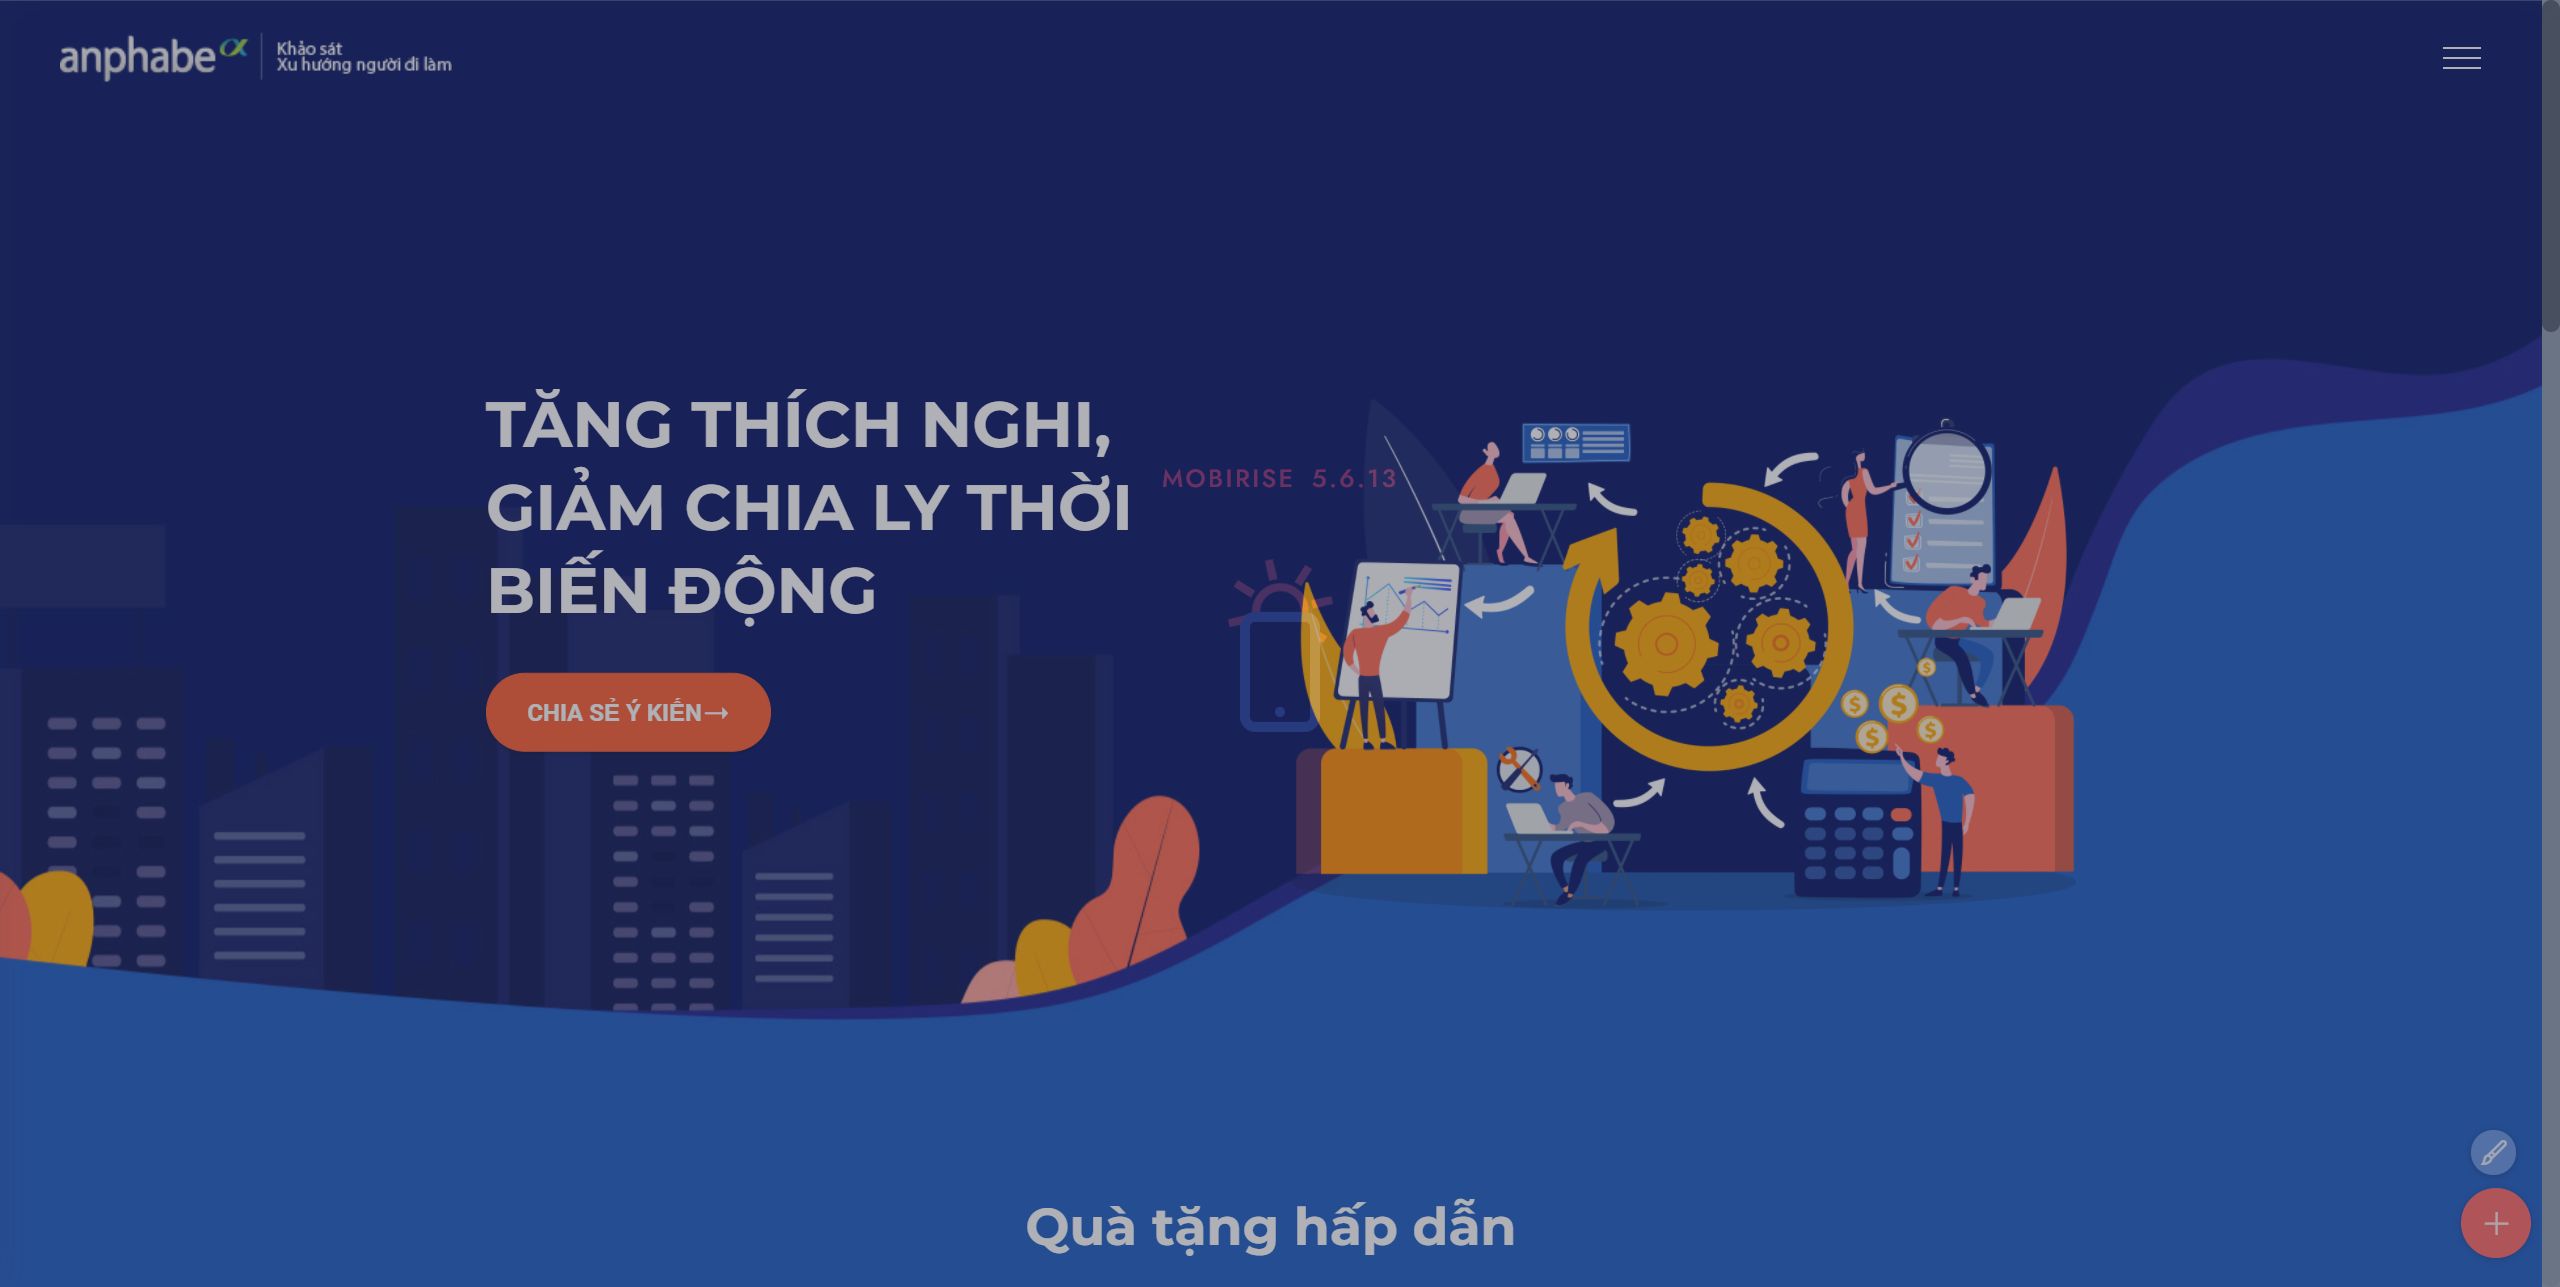 anphabe
Khảo sát
Xu hướng người đi làm
TĂNG THÍCH NGHI,
GIẢM CHIA LY THỜI
BIẾN ĐỘNG
MOBIRISE 5.6.13
CHIA SẺ Ý KIẾN
Quà tặng hấp dẫn